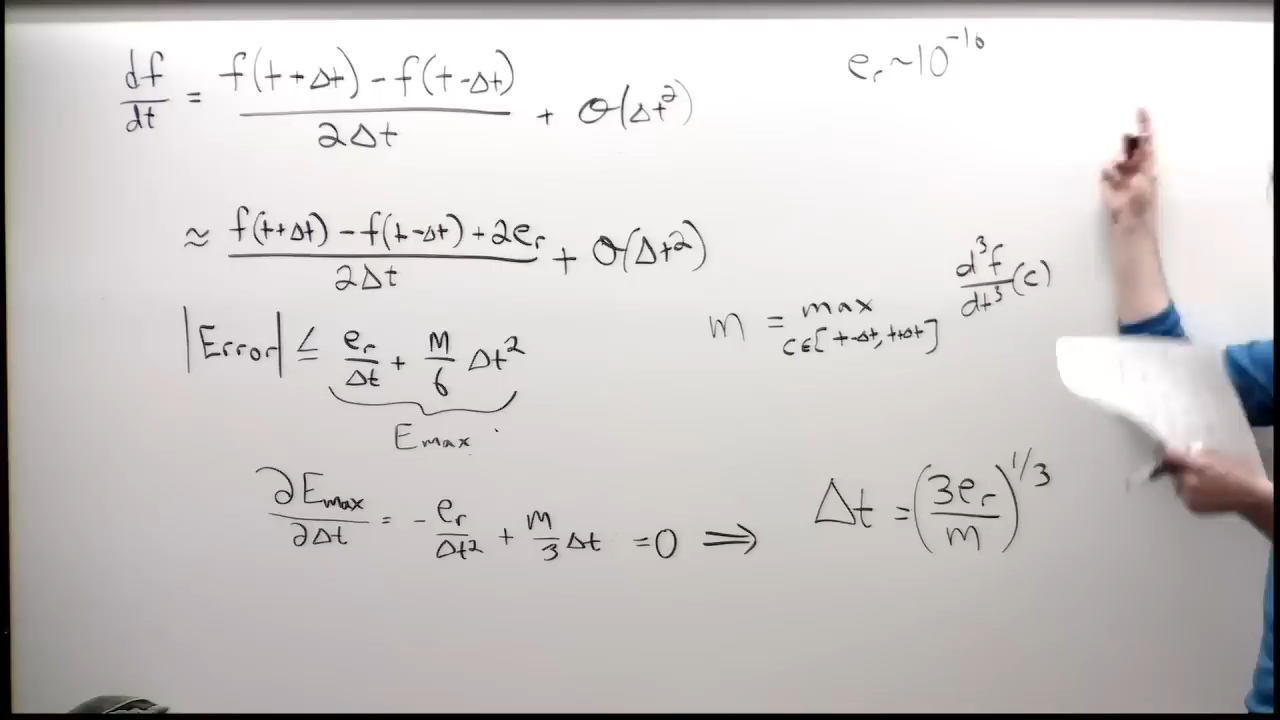 df/dt = (f(t+Δt) - f(t-Δt))/(2Δt) + O(Δt²)
e_r ~ 10^{-16}
≈ (f(t+Δt) - f(t-Δt) + 2e_r)/(2Δt) + O(Δt²)
|Error| ≤ e_r/Δt + M/6 Δt²
M = max_{c∈[t-Δt, t+Δt]} d³f/dt³ (c)
E_max
∂E_max/∂Δt = -e_r/Δt² + M/3 Δt = 0 ⟹ Δt = (3e_r/M)^{1/3}